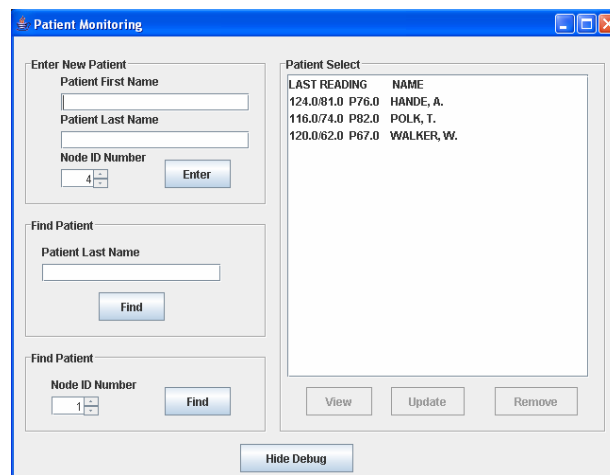 Patient Monitoring
Enter New Patient
Patient First Name
Patient Last Name
Node ID Number
4
Enter
Find Patient
Patient Last Name
Find
Find Patient
Node ID Number
1
Find
Patient Select
LAST READING NAME
124.0/81.0 P76.0 HANDE, A.
116.0/74.0 P82.0 POLK, T.
120.0/62.0 P67.0 WALKER, W.
View Update Remove
Hide Debug